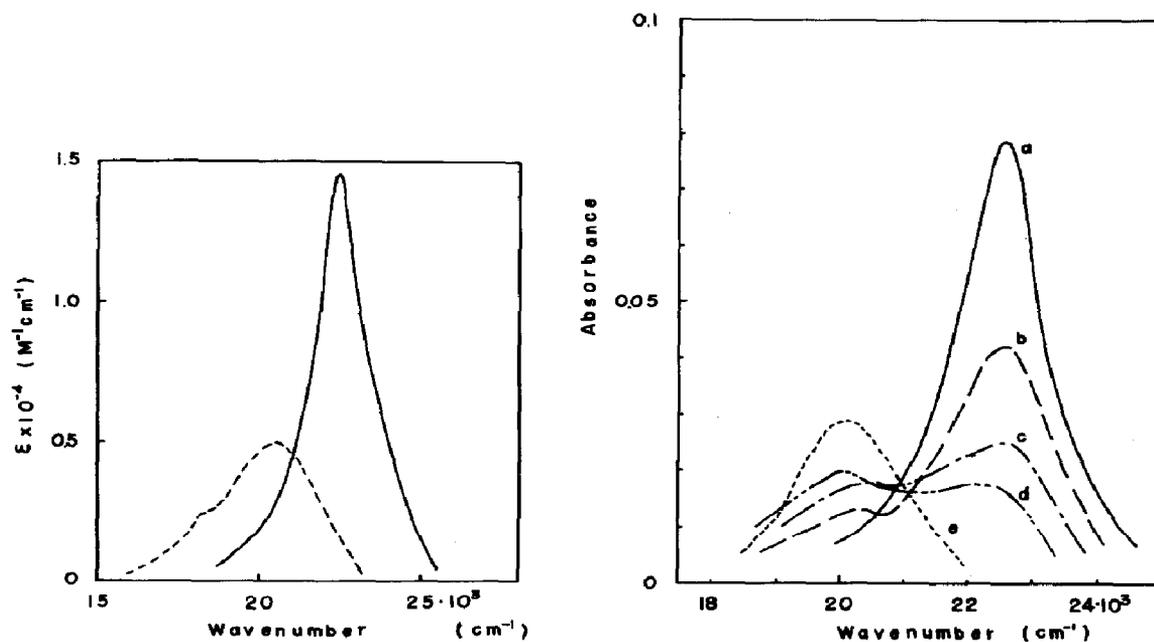 1.5
1.0
0.5
0
ε × 10⁻⁴ (M⁻¹cm⁻¹)
15 20 25·10³
Wavenumber (cm⁻¹)
0.1
0.05
0
Absorbance
a
b
c
d
e
18 20 22 24·10³
Wavenumber (cm⁻¹)